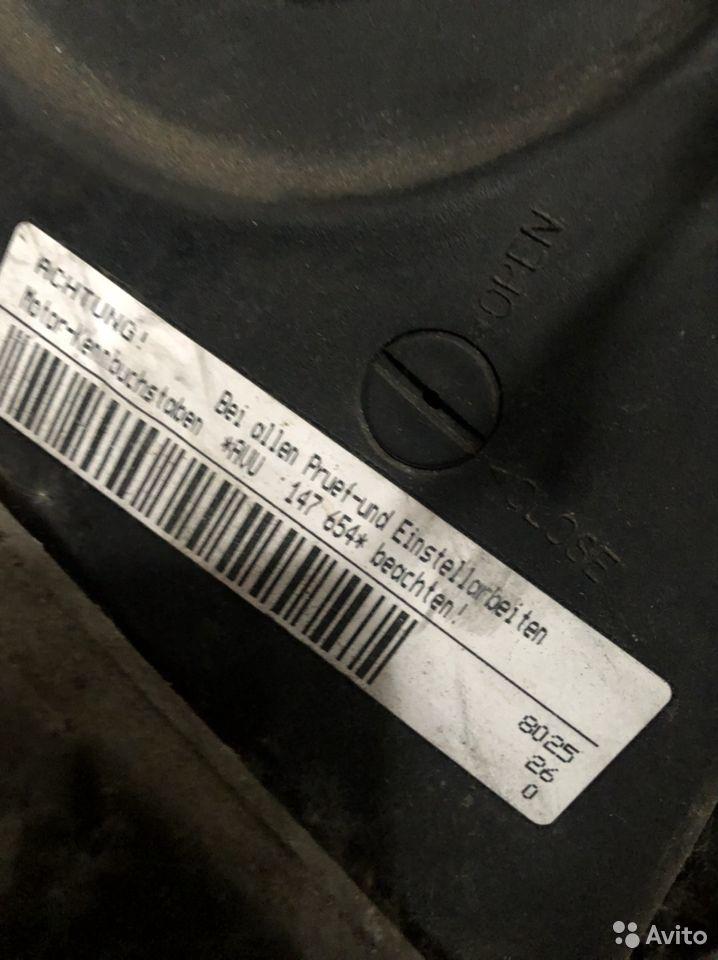 OPEN
CLOSE
ACHTUNG! Bei allen Pruef-und Einstellarbeiten
Motor-Kennbuchstaben *AVU 147 654* beachten!
8025
26
0
Avito